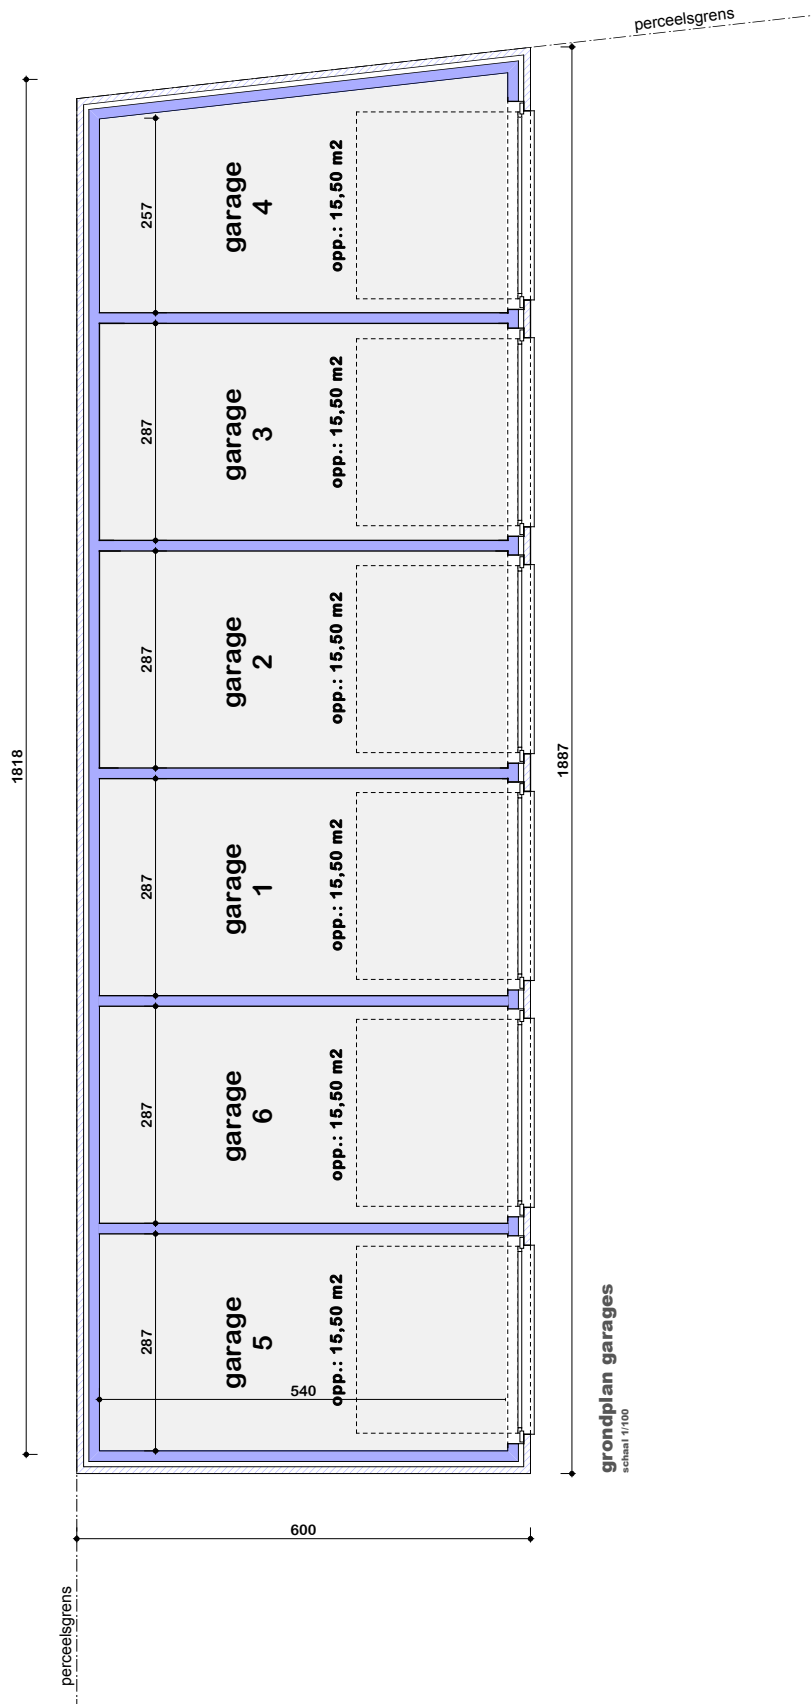 perceelsgrens
257
garage
4
opp.: 15,50 m2
287
garage
3
opp.: 15,50 m2
287
garage
2
opp.: 15,50 m2
1818
1887
287
garage
1
opp.: 15,50 m2
287
garage
6
opp.: 15,50 m2
287
garage
5
opp.: 15,50 m2
540
grondplan garages
schaal 1/100
600
perceelsgrens